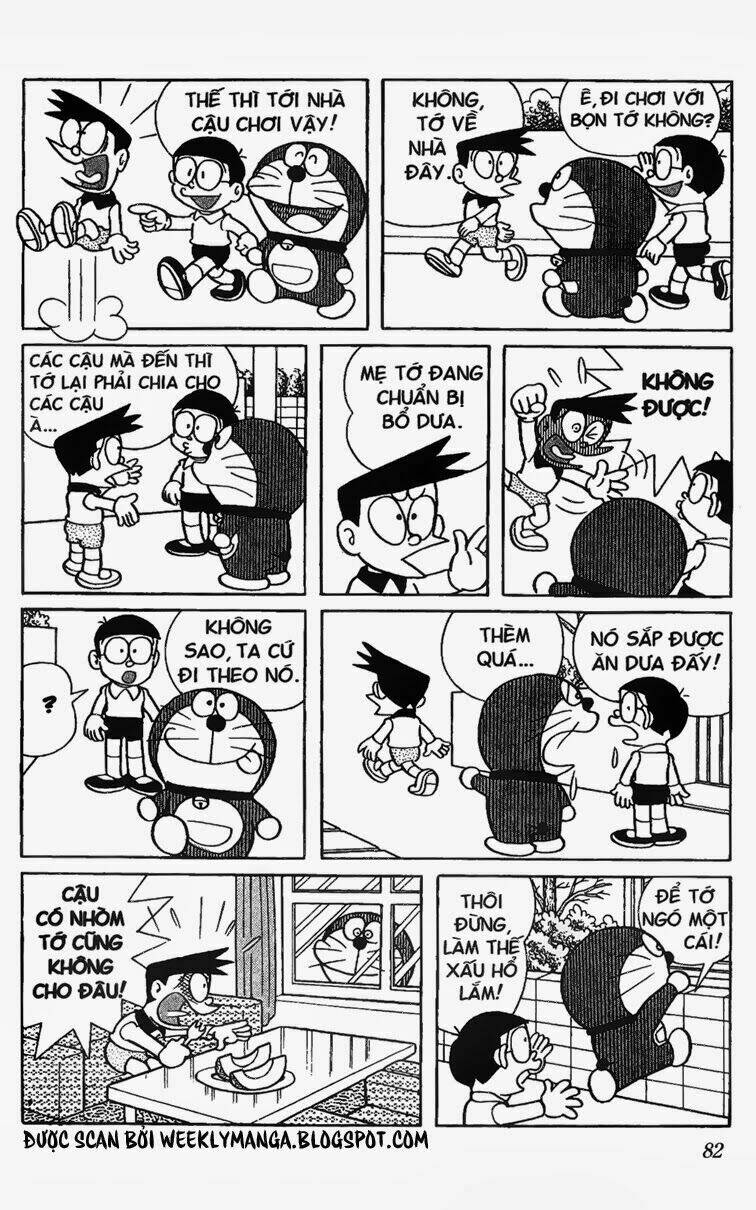 Ê, ĐI CHƠI VỚI
BỌN TỚ KHÔNG?
KHÔNG,
TỚ VỀ
NHÀ
ĐÂY.
THẾ THÌ TỚI NHÀ
CẬU CHƠI VẬY!
KHÔNG
ĐƯỢC!
MẸ TỚ ĐANG
CHUẨN BỊ
BỔ DƯA.
CÁC CẬU MÀ ĐẾN THÌ
TỚ LẠI PHẢI CHIA CHO
CÁC CẬU
À...
NÓ SẮP ĐƯỢC
ĂN DƯA ĐẤY!
THÈM
QUÁ...
KHÔNG
SAO, TA CỨ
ĐI THEO NÓ.
?
ĐỂ TỚ
NGÓ MỘT
CÁI!
THÔI
ĐỪNG,
LÀM THẾ
XẤU HỔ
LẮM!
CẬU
CÓ NHÒM
TỚ CŨNG
KHÔNG
CHO ĐÂU!
ĐƯỢC SCAN BỞI WEEKLYMANGA.BLOGSPOT.COM
82